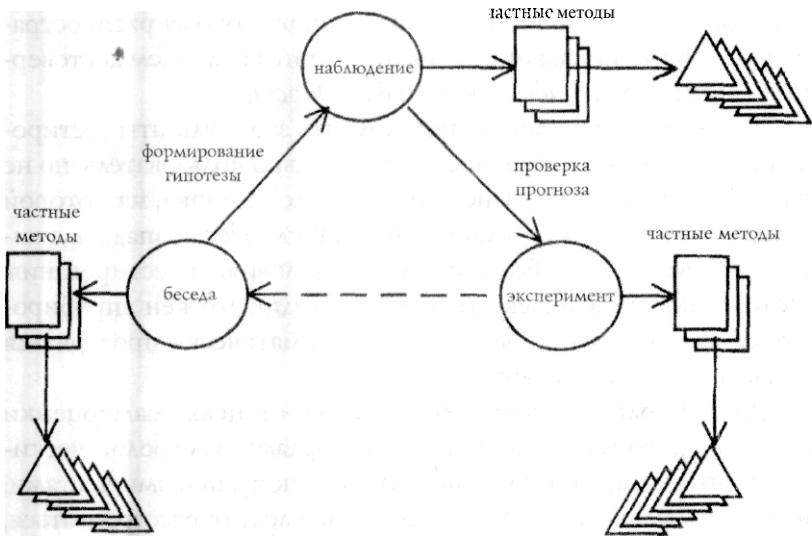 частные методы
наблюдение
формирование
гипотезы
проверка
прогноза
частные
методы
частные методы
беседа
эксперимент